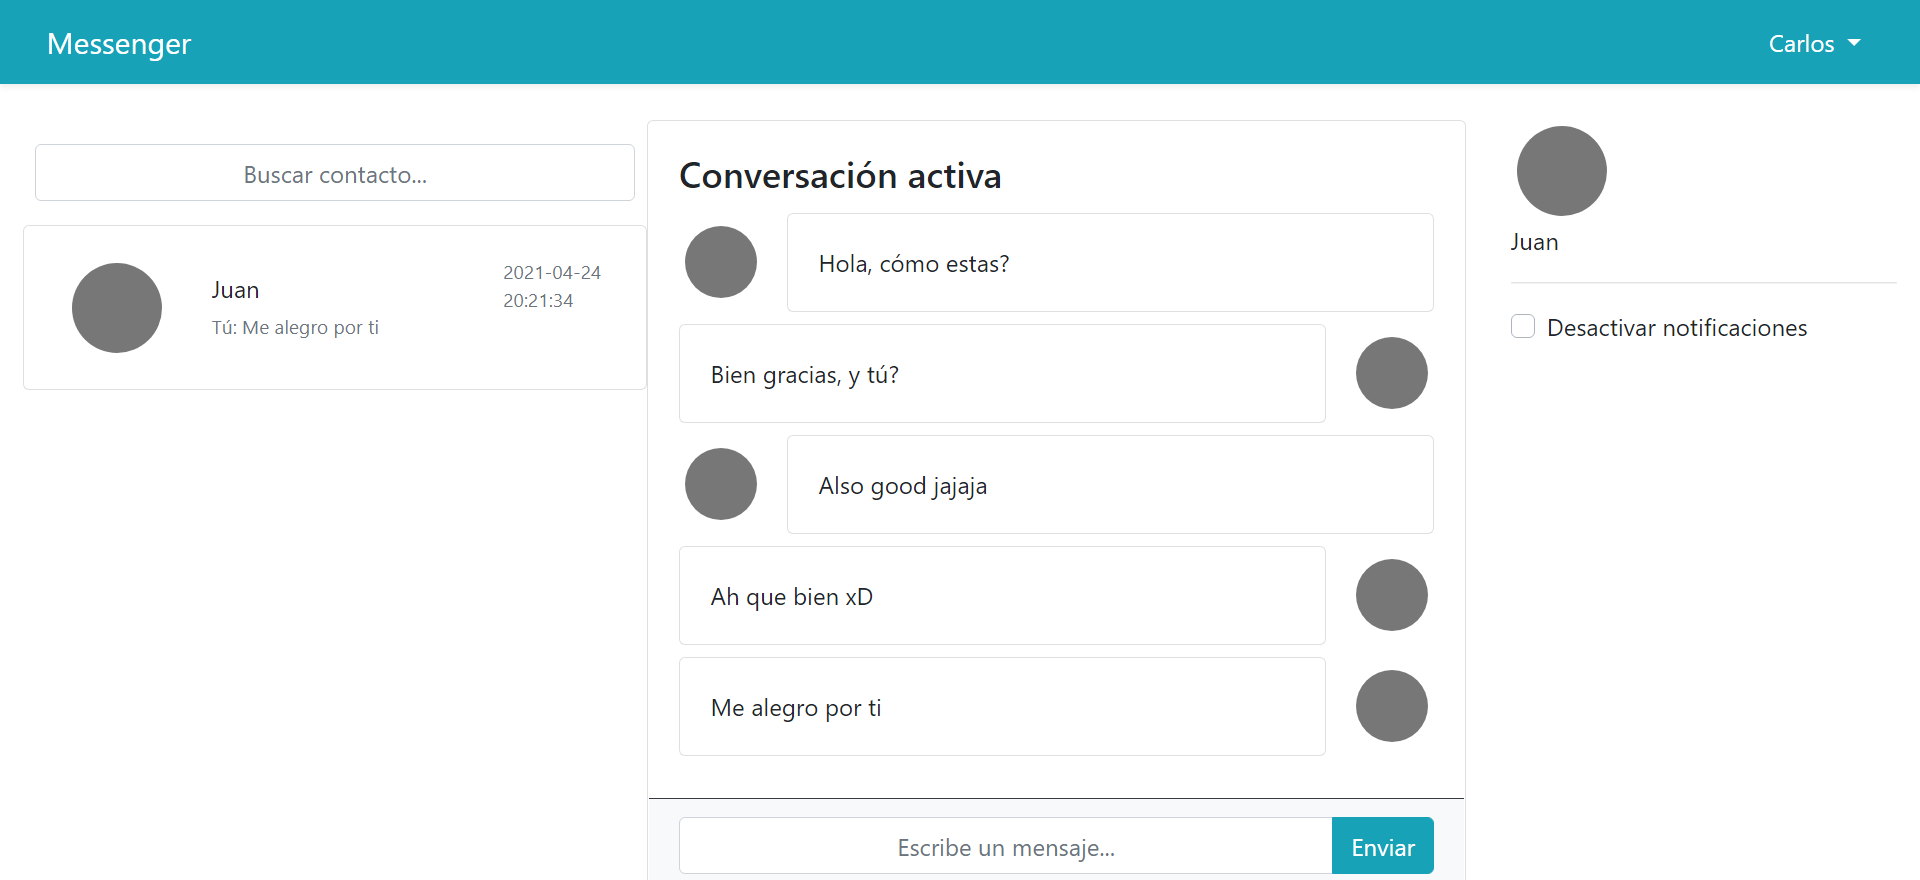 Messenger
Carlos
Buscar contacto...
Juan
Tú: Me alegro por ti
2021-04-24
20:21:34
Conversación activa
Hola, cómo estas?
Bien gracias, y tú?
Also good jajaja
Ah que bien xD
Me alegro por ti
Escribe un mensaje...
Enviar
Juan
Desactivar notificaciones